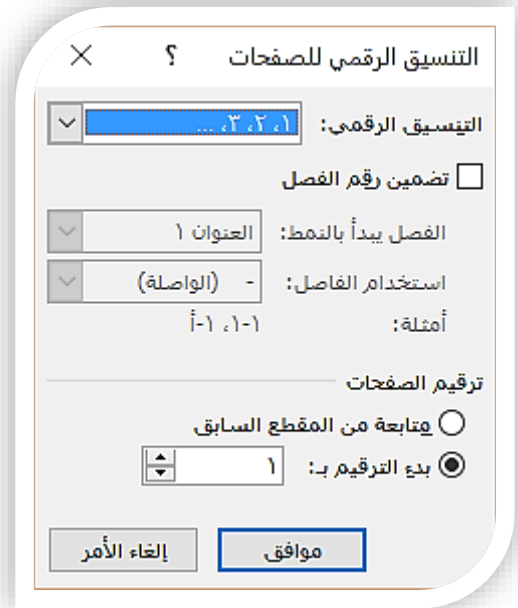 التنسيق الرقمي للصفحات ؟ ×
التنسيق الرقمي: ١، ٢، ٣، ...
تضمين رقم الفصل
الفصل يبدأ بالنمط: العنوان ١
استخدام الفاصل: - (الواصلة)
أمثلة: ١-١، ١-أ
ترقيم الصفحات
متابعة من المقطع السابق
بدء الترقيم بـ: ١
موافق إلغاء الأمر